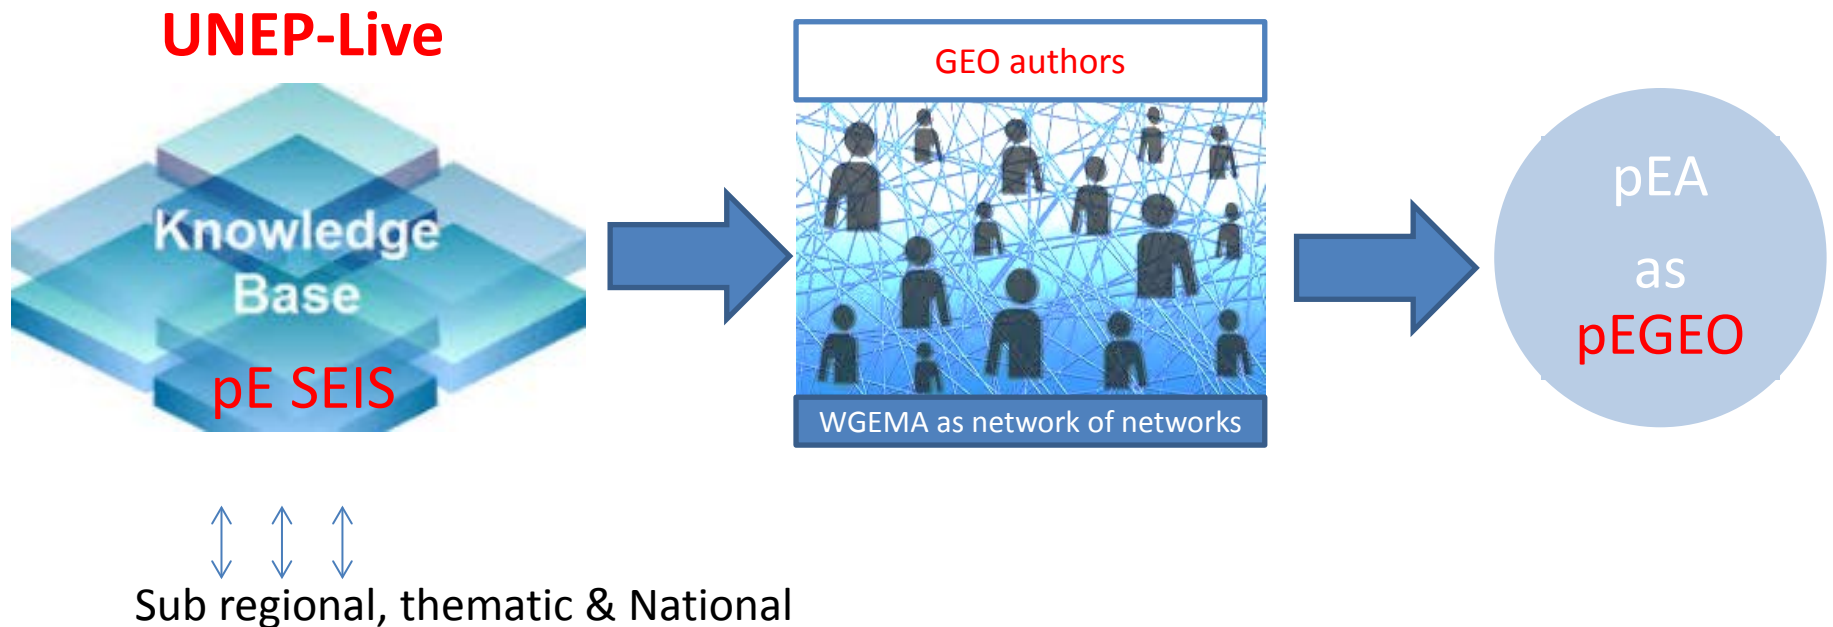 UNEP-Live
Knowledge
Base
pE SEIS
Sub regional, thematic & National
GEO authors
WGEMA as network of networks
pEA
as
pEGEO